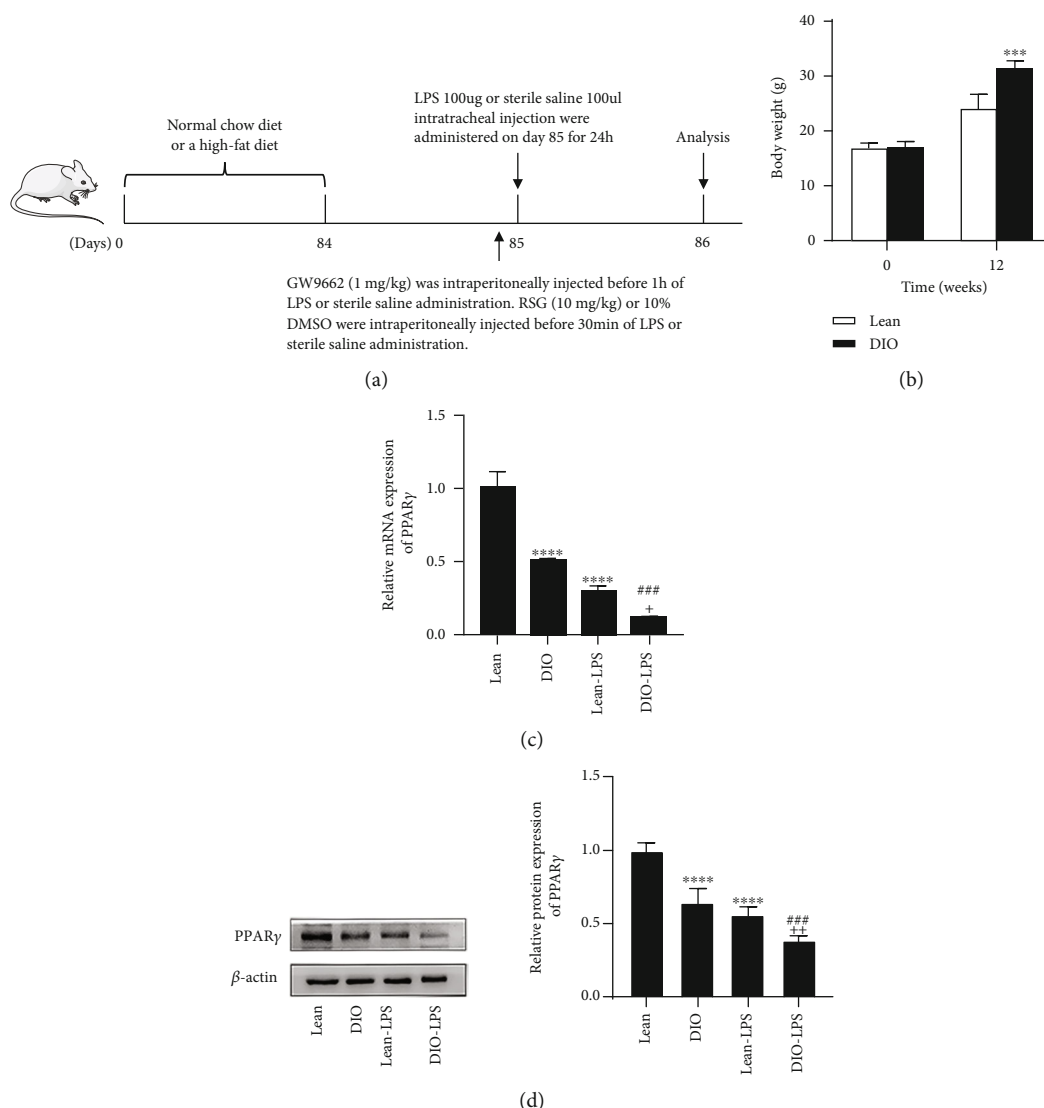 Normal chow diet
or a high-fat diet
LPS 100ug or sterile saline 100ul
intratracheal injection were
administered on day 85 for 24h
Analysis
(Days) 0
84
85
86
GW9662 (1 mg/kg) was intraperitoneally injected before 1h of
LPS or sterile saline administration. RSG (10 mg/kg) or 10%
DMSO were intraperitoneally injected before 30min of LPS or
sterile saline administration.
(a)
Body weight (g)
40
30
20
10
0
***
0
12
Time (weeks)
Lean
DIO
(b)
Relative mRNA expression
of PPARγ
1.5
1.0
0.5
0.0
****
****
###
+
Lean
DIO
Lean-LPS
DIO-LPS
(c)
PPARγ
β-actin
Lean
DIO
Lean-LPS
DIO-LPS
Relative protein expression
of PPARγ
1.5
1.0
0.5
0.0
****
****
###
++
Lean
DIO
Lean-LPS
DIO-LPS
(d)